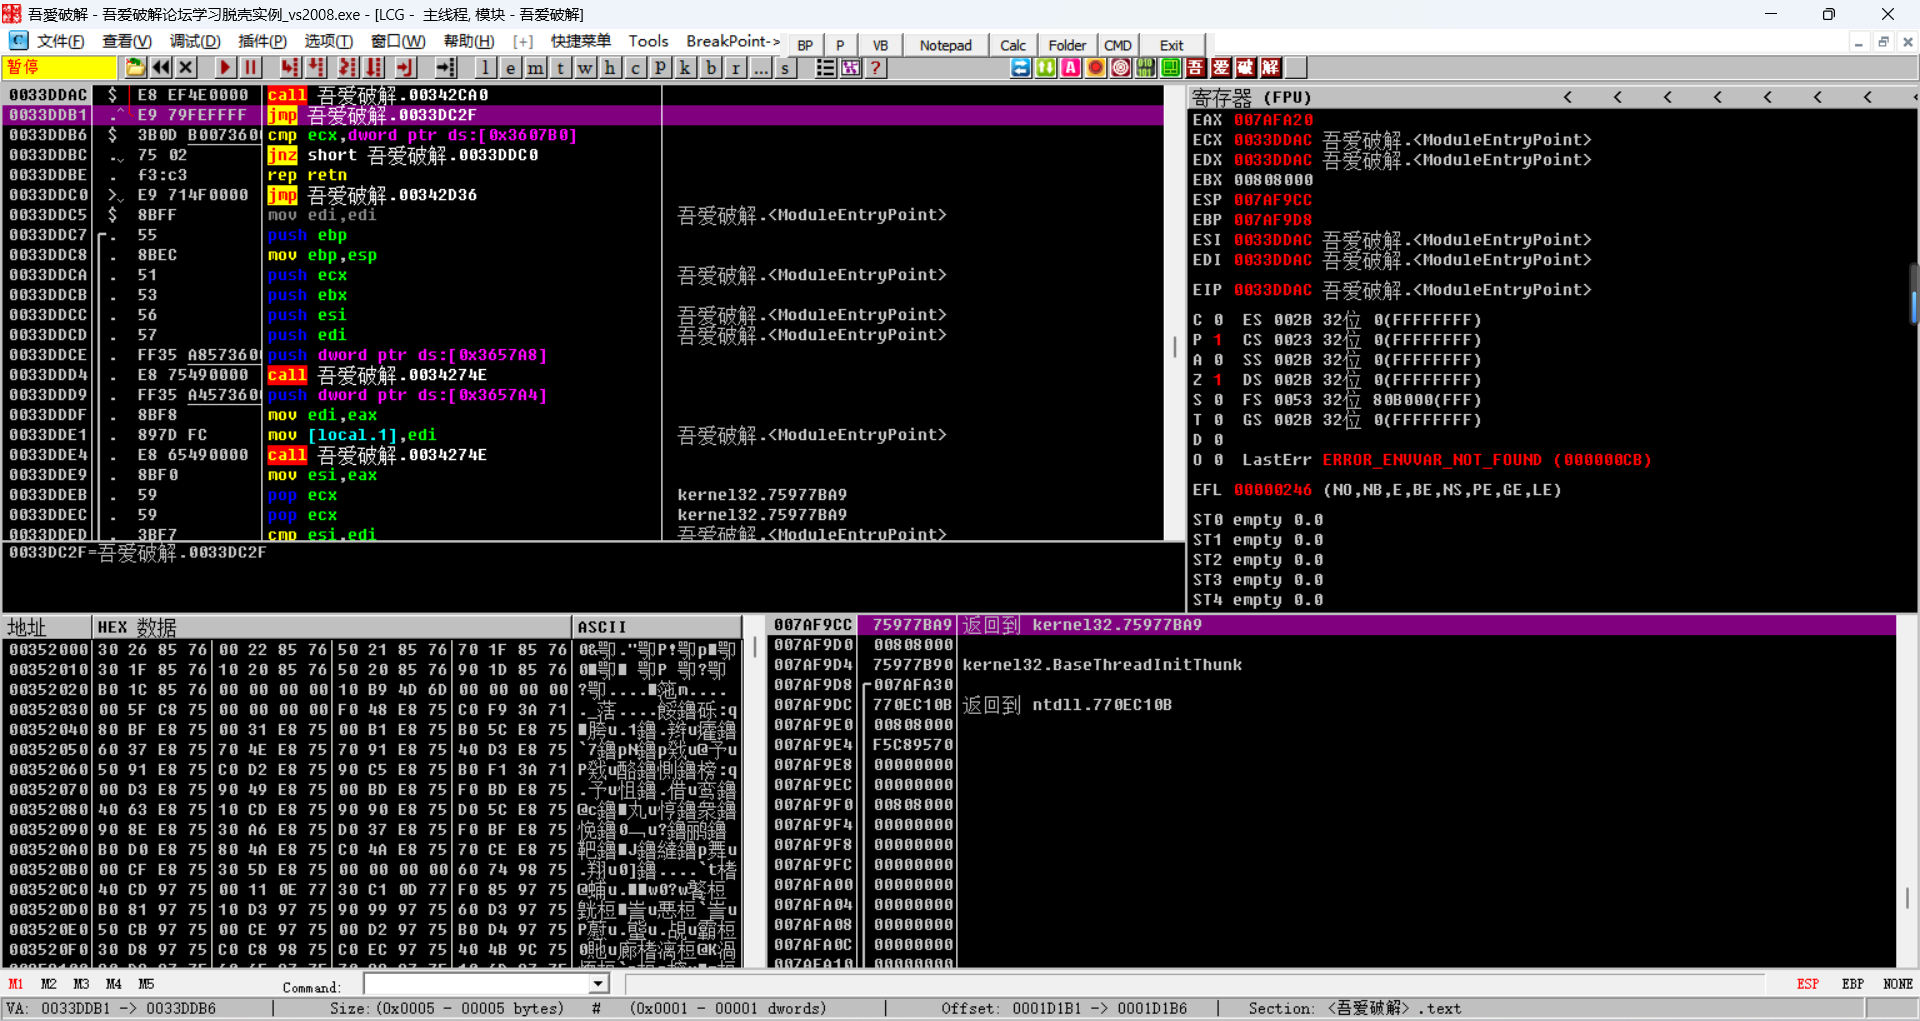 吾爱破解 - 吾爱破解论坛学习脱壳实例_vs2008.exe - [LCG - 主线程, 模块 - 吾爱破解]
文件(F) 查看(V) 调试(D) 插件(P) 选项(T) 窗口(W) 帮助(H) [+] 快捷菜单 Tools BreakPoint-> BP P VB Notepad Calc Folder CMD Exit
暂停 l e m t w h c p k b r ... s ? 吾 爱 破 解
0033DDAC $ E8 EF4E0000 call 吾爱破解.00342CA0
0033DDB1 .^ E9 79FEFFFF jmp 吾爱破解.0033DC2F
0033DDB6 $ 3B0D B0073600 cmp ecx,dword ptr ds:[0x3607B0]
0033DDBC . 75 02 jnz short 吾爱破解.0033DDC0
0033DDBE . f3:c3 rep retn
0033DDC0 > E9 714F0000 jmp 吾爱破解.00342D36
0033DDC5 $ 8BFF mov edi,edi 吾爱破解.<ModuleEntryPoint>
0033DDC7 . 55 push ebp
0033DDC8 . 8BEC mov ebp,esp
0033DDCA . 51 push ecx 吾爱破解.<ModuleEntryPoint>
0033DDCB . 53 push ebx
0033DDCC . 56 push esi 吾爱破解.<ModuleEntryPoint>
0033DDCD . 57 push edi 吾爱破解.<ModuleEntryPoint>
0033DDCE . FF35 A8573600 push dword ptr ds:[0x3657A8]
0033DDD4 . E8 75490000 call 吾爱破解.0034274E
0033DDD9 . FF35 A4573600 push dword ptr ds:[0x3657A4]
0033DDDF . 8BF8 mov edi,eax
0033DDE1 . 897D FC mov [local.1],edi 吾爱破解.<ModuleEntryPoint>
0033DDE4 . E8 65490000 call 吾爱破解.0034274E
0033DDE9 . 8BF0 mov esi,eax
0033DDEB . 59 pop ecx kernel32.75977BA9
0033DDEC . 59 pop ecx kernel32.75977BA9
0033DDED . 3BF7 cmp esi,edi 吾爱破解.<ModuleEntryPoint>
0033DC2F=吾爱破解.0033DC2F
寄存器 (FPU) < < < < < < <
EAX 007AFA20
ECX 0033DDAC 吾爱破解.<ModuleEntryPoint>
EDX 0033DDAC 吾爱破解.<ModuleEntryPoint>
EBX 00808000
ESP 007AF9CC
EBP 007AF9D8
ESI 0033DDAC 吾爱破解.<ModuleEntryPoint>
EDI 0033DDAC 吾爱破解.<ModuleEntryPoint>
EIP 0033DDAC 吾爱破解.<ModuleEntryPoint>
C 0 ES 002B 32位 0(FFFFFFFF)
P 1 CS 0023 32位 0(FFFFFFFF)
A 0 SS 002B 32位 0(FFFFFFFF)
Z 1 DS 002B 32位 0(FFFFFFFF)
S 0 FS 0053 32位 80B000(FFF)
T 0 GS 002B 32位 0(FFFFFFFF)
D 0
O 0 LastErr ERROR_ENVVAR_NOT_FOUND (000000CB)
EFL 00000246 (NO,NB,E,BE,NS,PE,GE,LE)
ST0 empty 0.0
ST1 empty 0.0
ST2 empty 0.0
ST3 empty 0.0
ST4 empty 0.0
地址 HEX 数据 ASCII
00352000 30 26 85 76 00 22 85 76 50 21 85 76 70 1F 85 76
00352010 30 1F 85 76 10 20 85 76 50 20 85 76 90 1D 85 76
00352020 B0 1C 85 76 00 00 00 00 10 B9 4D 6D 00 00 00 00
00352030 00 5F C8 75 00 00 00 00 F0 48 E8 75 C0 F9 3A 71
00352040 80 BF E8 75 00 31 E8 75 00 B1 E8 75 B0 5C E8 75
00352050 60 37 E8 75 70 4E E8 75 70 91 E8 75 40 D3 E8 75
00352060 50 91 E8 75 C0 D2 E8 75 90 C5 E8 75 B0 F1 3A 71
00352070 00 D3 E8 75 90 49 E8 75 00 BD E8 75 F0 BD E8 75
00352080 40 63 E8 75 10 CD E8 75 90 90 E8 75 D0 5C E8 75
00352090 90 8E E8 75 30 A6 E8 75 D0 37 E8 75 F0 BF E8 75
003520A0 B0 D0 E8 75 80 4A E8 75 C0 4A E8 75 70 CE E8 75
003520B0 00 CF E8 75 30 5D E8 75 00 00 00 00 60 74 98 75
003520C0 40 CD 97 75 00 11 0E 77 30 C1 0D 77 F0 85 97 75
003520D0 B0 81 97 75 10 D3 97 75 90 99 97 75 60 D3 97 75
003520E0 50 CB 97 75 00 CE 97 75 00 D2 97 75 B0 D4 97 75
003520F0 30 D8 97 75 C0 C8 98 75 C0 EC 97 75 40 4B 9C 75
007AF9CC 75977BA9 返回到 kernel32.75977BA9
007AF9D0 00808000
007AF9D4 75977B90 kernel32.BaseThreadInitThunk
007AF9D8 007AFA30
007AF9DC 770EC10B 返回到 ntdll.770EC10B
007AF9E0 00808000
007AF9E4 F5C89570
007AF9E8 00000000
007AF9EC 00000000
007AF9F0 00808000
007AF9F4 00000000
007AF9F8 00000000
007AF9FC 00000000
007AFA00 00000000
007AFA04 00000000
007AFA08 00000000
007AFA0C 00000000
007AFA10 00000000
M1 M2 M3 M4 M5 Command: ESP EBP NONE
VA: 0033DDB1 -> 0033DDB6 Size:(0x0005 - 00005 bytes) # (0x0001 - 00001 dwords) Offset: 0001D1B1 -> 0001D1B6 Section: <吾爱破解> .text